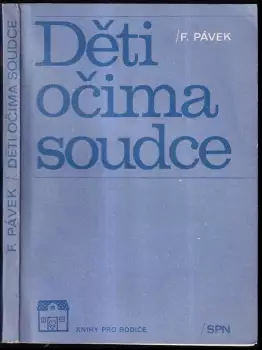 F. PÁVEK / DĚTI OČIMA SOUDCE
/F. PÁVEK
Děti
očima
soudce
KNIHY PRO RODIČE
/SPN